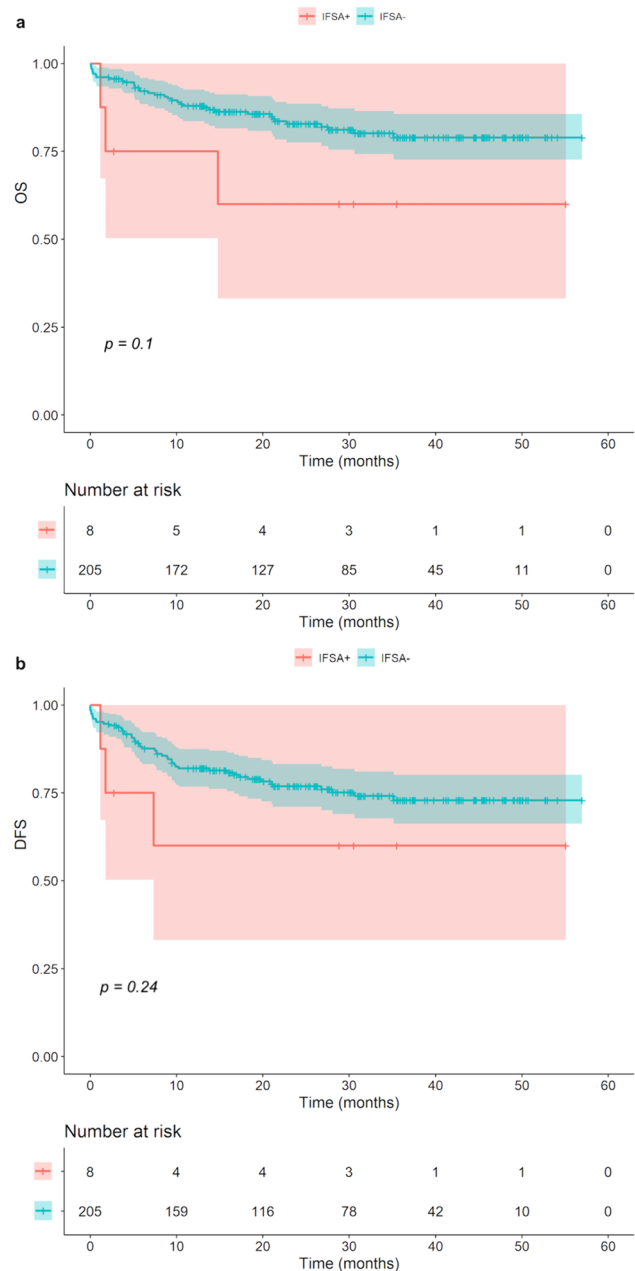 a
IFSA+ IFSA-
1.00
0.75
0.50
0.25
0.00
OS
p = 0.1
0 10 20 30 40 50 60
Time (months)
Number at risk
8 5 4 3 1 1 0
205 172 127 85 45 11 0
0 10 20 30 40 50 60
Time (months)
b
IFSA+ IFSA-
1.00
0.75
0.50
0.25
0.00
DFS
p = 0.24
0 10 20 30 40 50 60
Time (months)
Number at risk
8 4 4 3 1 1 0
205 159 116 78 42 10 0
0 10 20 30 40 50 60
Time (months)